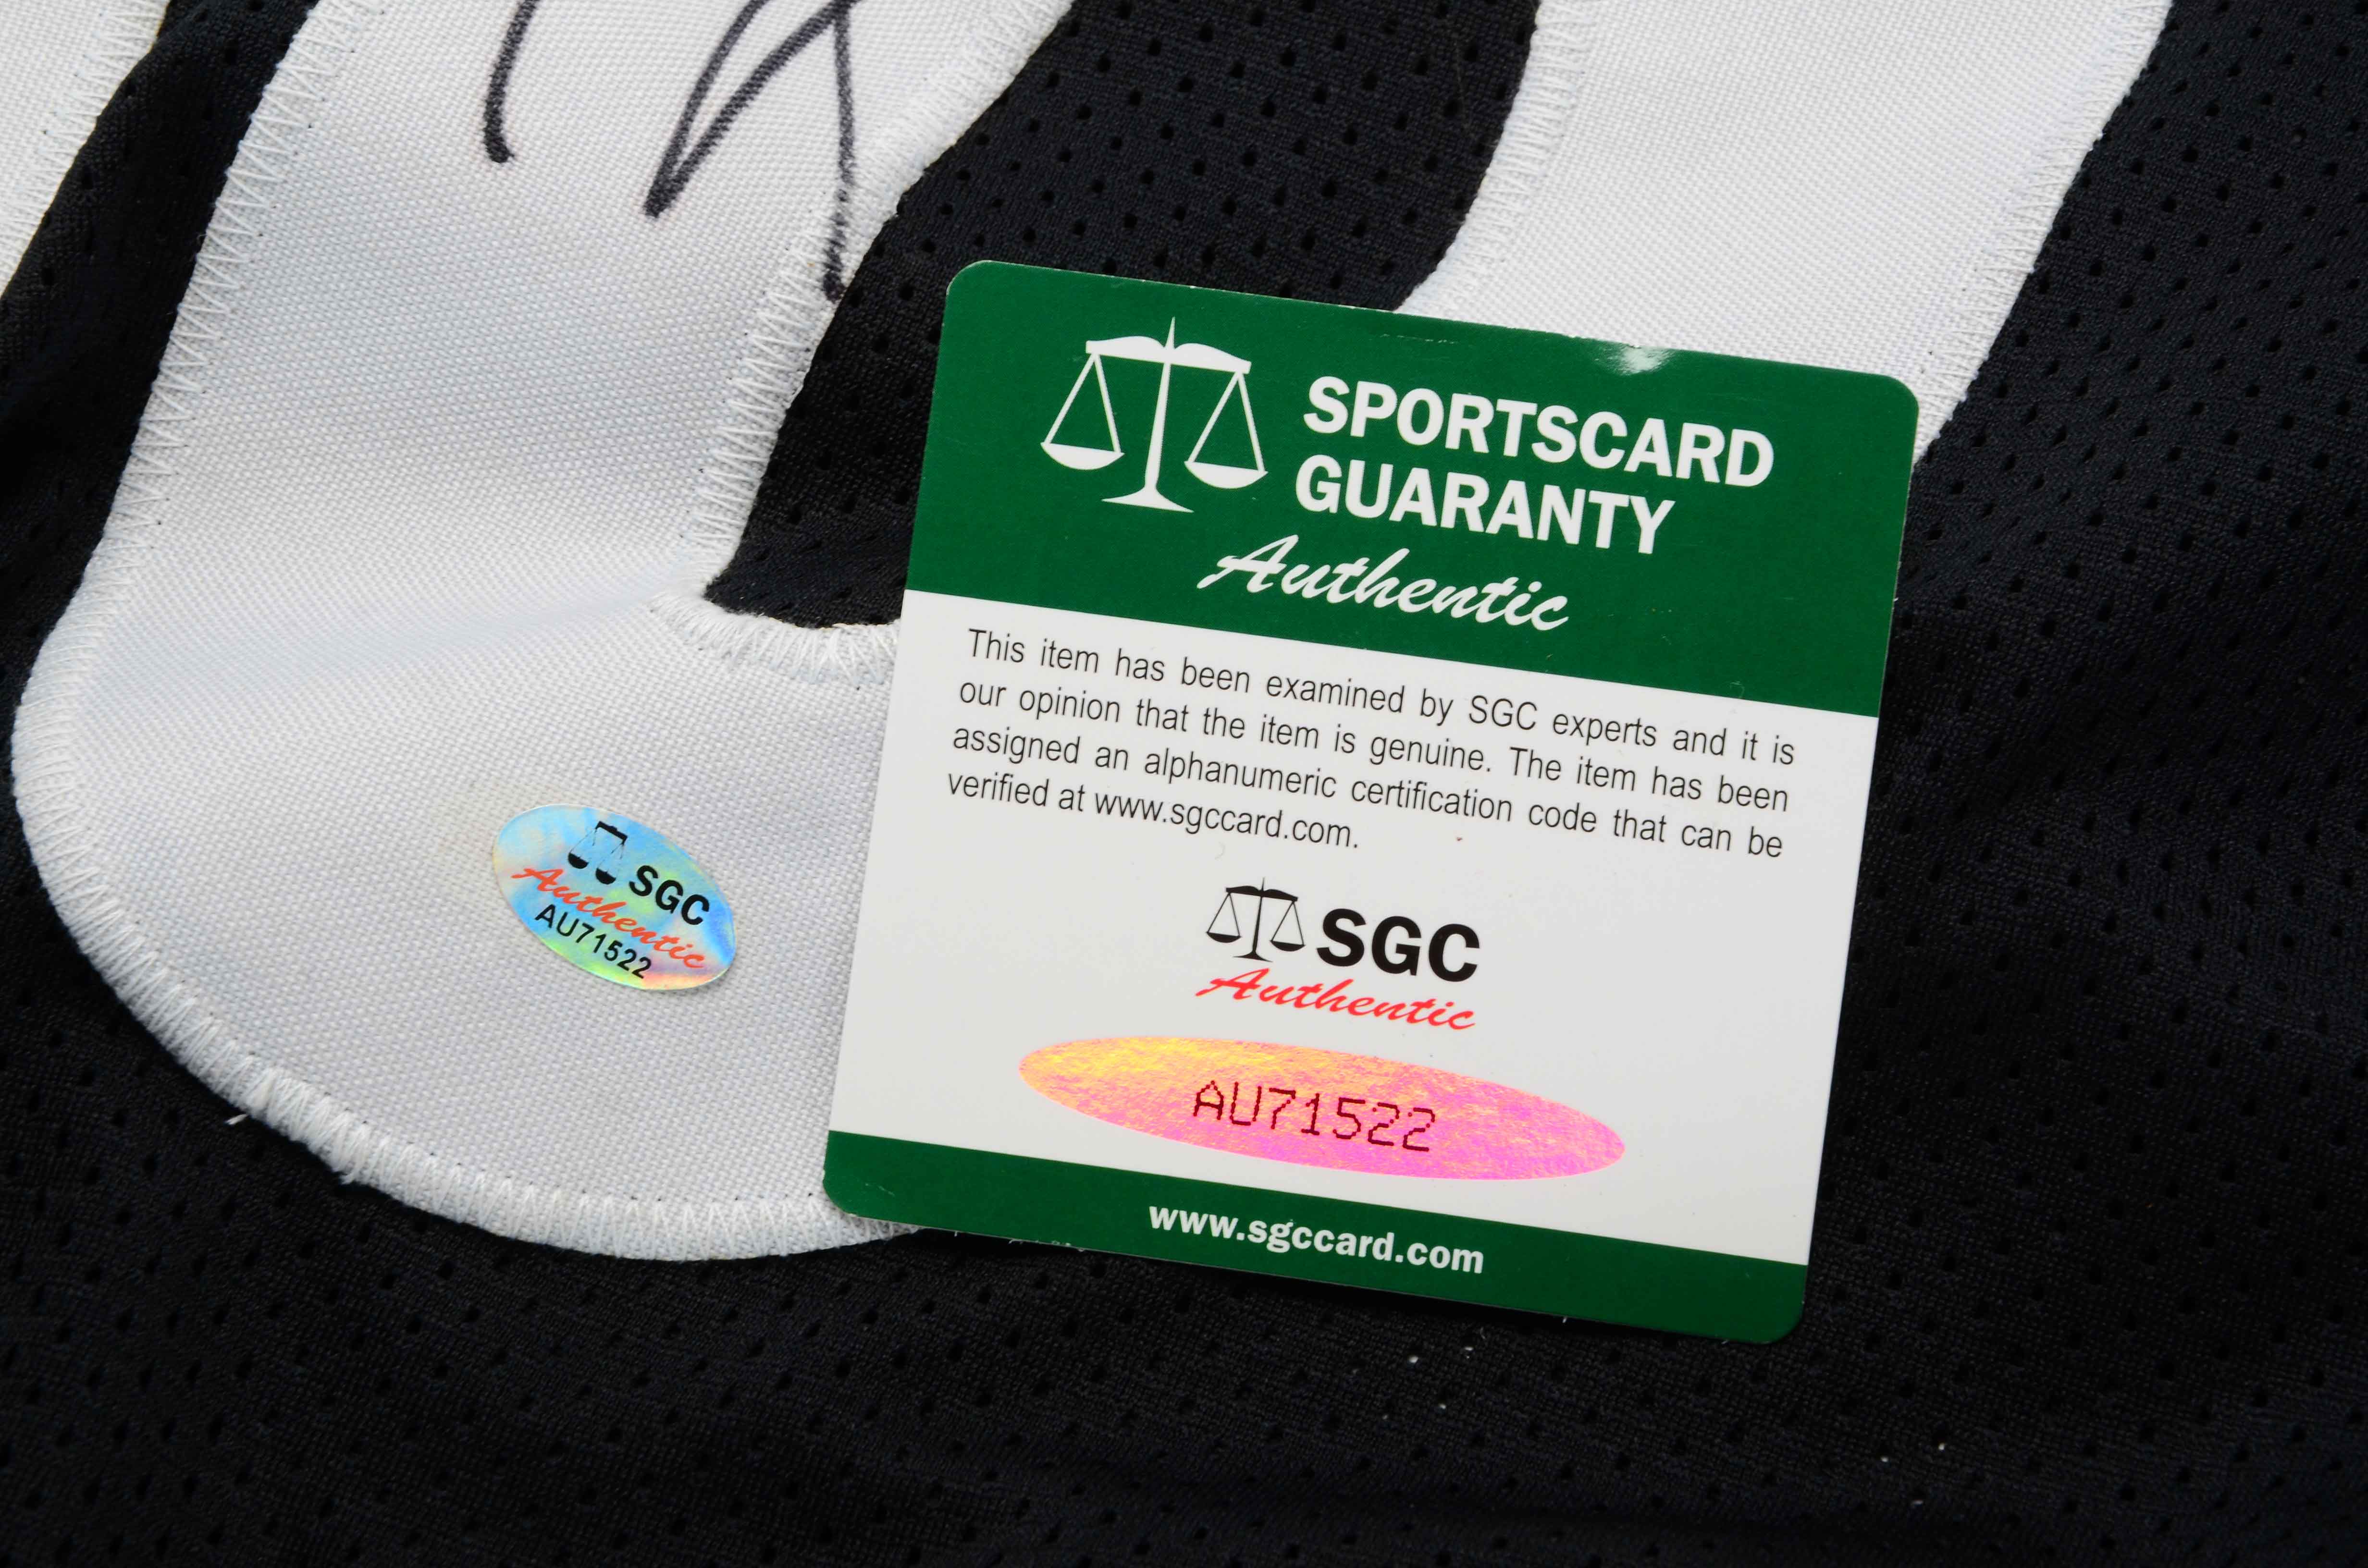 SPORTSCARD
GUARANTY
Authentic
This item has been examined by SGC experts and it is
our opinion that the item is genuine. The item has been
assigned an alphanumeric certification code that can be
verified at www.sgccard.com.
SGC
Authentic
AU71522
www.sgccard.com
SGC
Authentic
AU71522